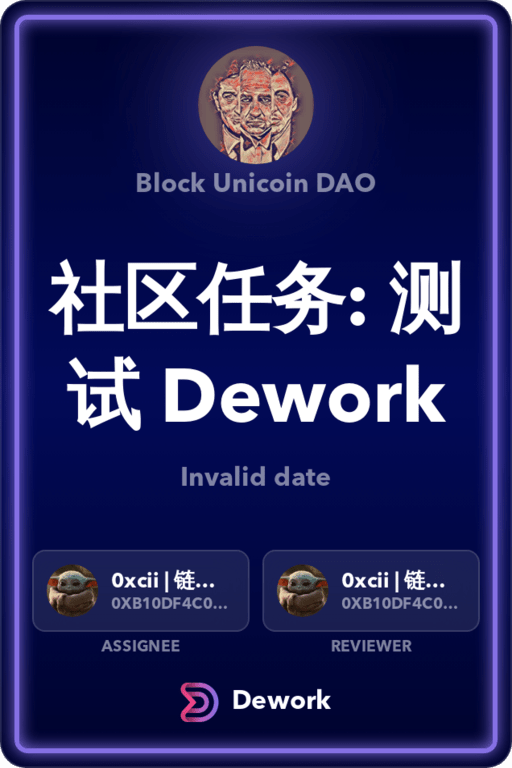 Block Unicoin DAO
社区任务: 测
试 Dework
Invalid date
0xcii | 链...
0XB10DF4C0...
0xcii | 链...
0XB10DF4C0...
ASSIGNEE
REVIEWER
Dework